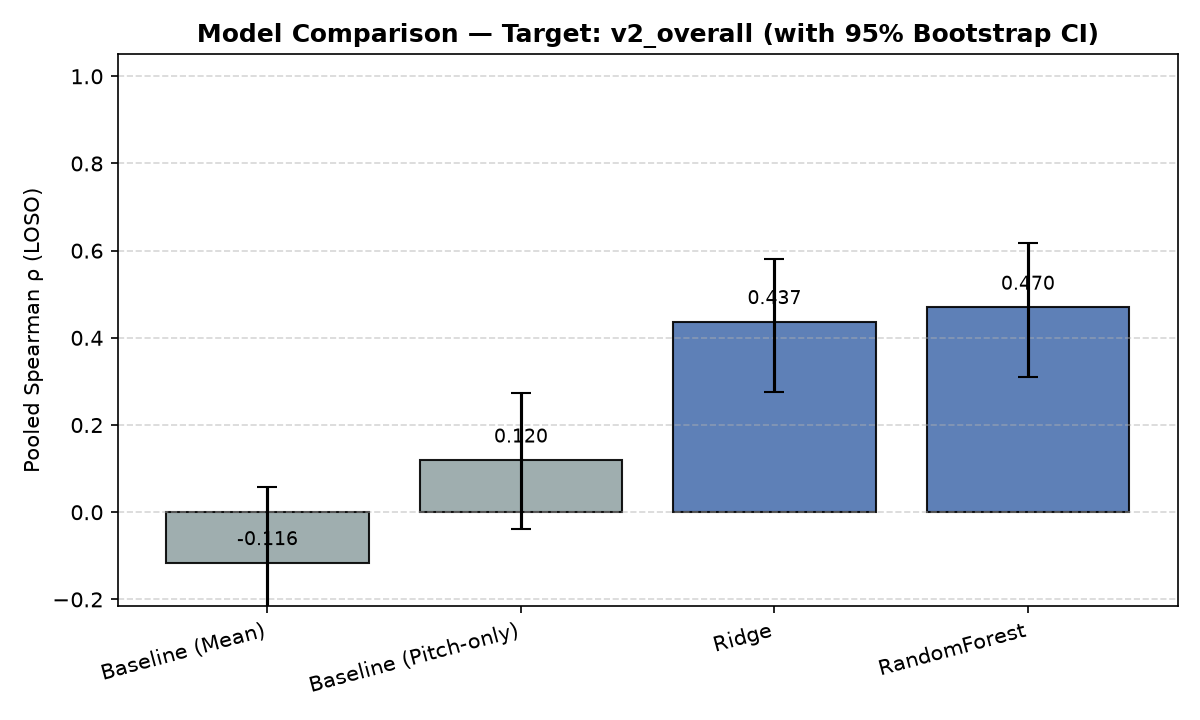 Model Comparison — Target: v2_overall (with 95% Bootstrap CI)
Pooled Spearman ρ (LOSO)
1.0
0.8
0.6
0.4
0.2
0.0
−0.2
-0.116
0.120
0.437
0.470
Baseline (Mean)
Baseline (Pitch-only)
Ridge
RandomForest